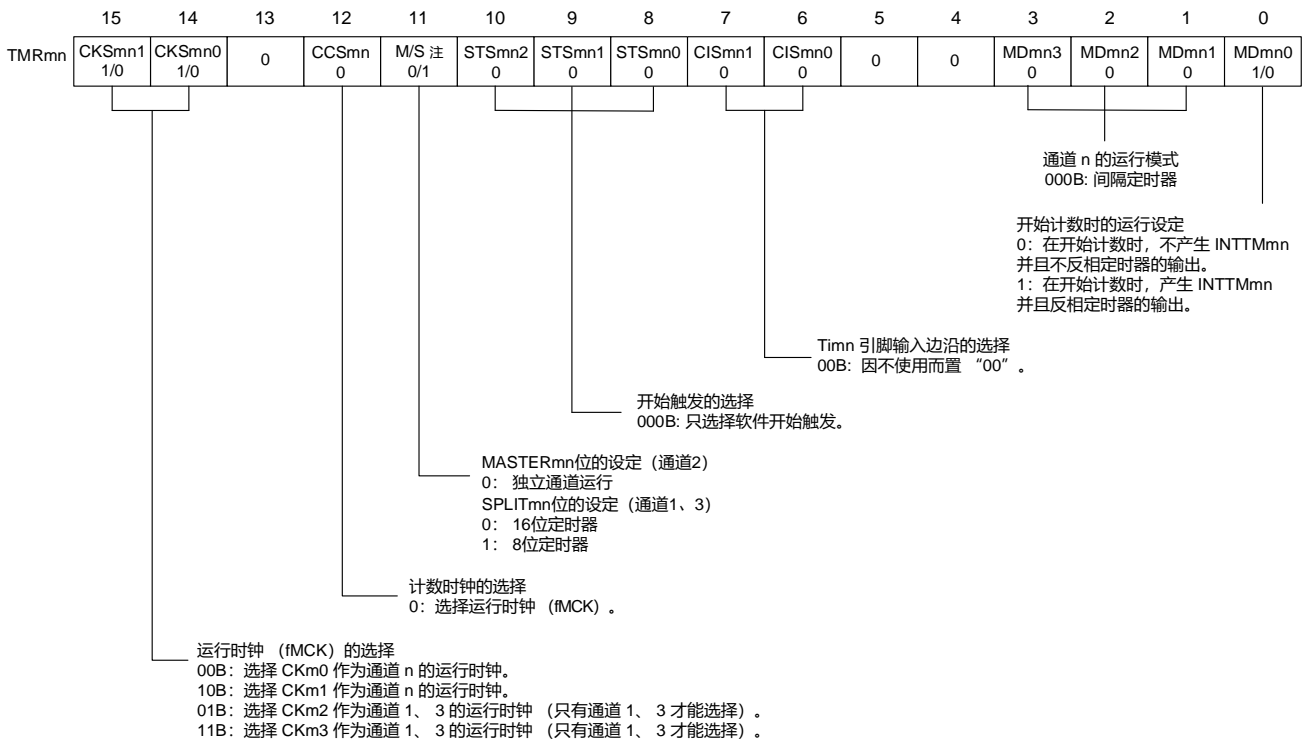 15 14 13 12 11 10 9 8 7 6 5 4 3 2 1 0
TMRmn CKSmn1 CKSmn0 0 CCSmn M/S 注 STSmn2 STSmn1 STSmn0 CISmn1 CISmn0 0 0 MDmn3 MDmn2 MDmn1 MDmn0
1/0 1/0 0 0/1 0 0 0 0 0 0 0 0 1/0
通道 n 的运行模式
000B: 间隔定时器
开始计数时的运行设定
0：在开始计数时，不产生 INTTMmn
并且不反相定时器的输出。
1：在开始计数时，产生 INTTMmn
并且反相定时器的输出。
Timn 引脚输入边沿的选择
00B：因不使用而置 “00”。
开始触发的选择
000B: 只选择软件开始触发。
MASTERmn位的设定（通道2）
0： 独立通道运行
SPLITmn位的设定（通道1、3）
0： 16位定时器
1： 8位定时器
计数时钟的选择
0：选择运行时钟 （fMCK）。
运行时钟 （fMCK）的选择
00B：选择 CKm0 作为通道 n 的运行时钟。
10B：选择 CKm1 作为通道 n 的运行时钟。
01B：选择 CKm2 作为通道 1、 3 的运行时钟 （只有通道 1、 3 才能选择）。
11B：选择 CKm3 作为通道 1、 3 的运行时钟 （只有通道 1、 3 才能选择）。